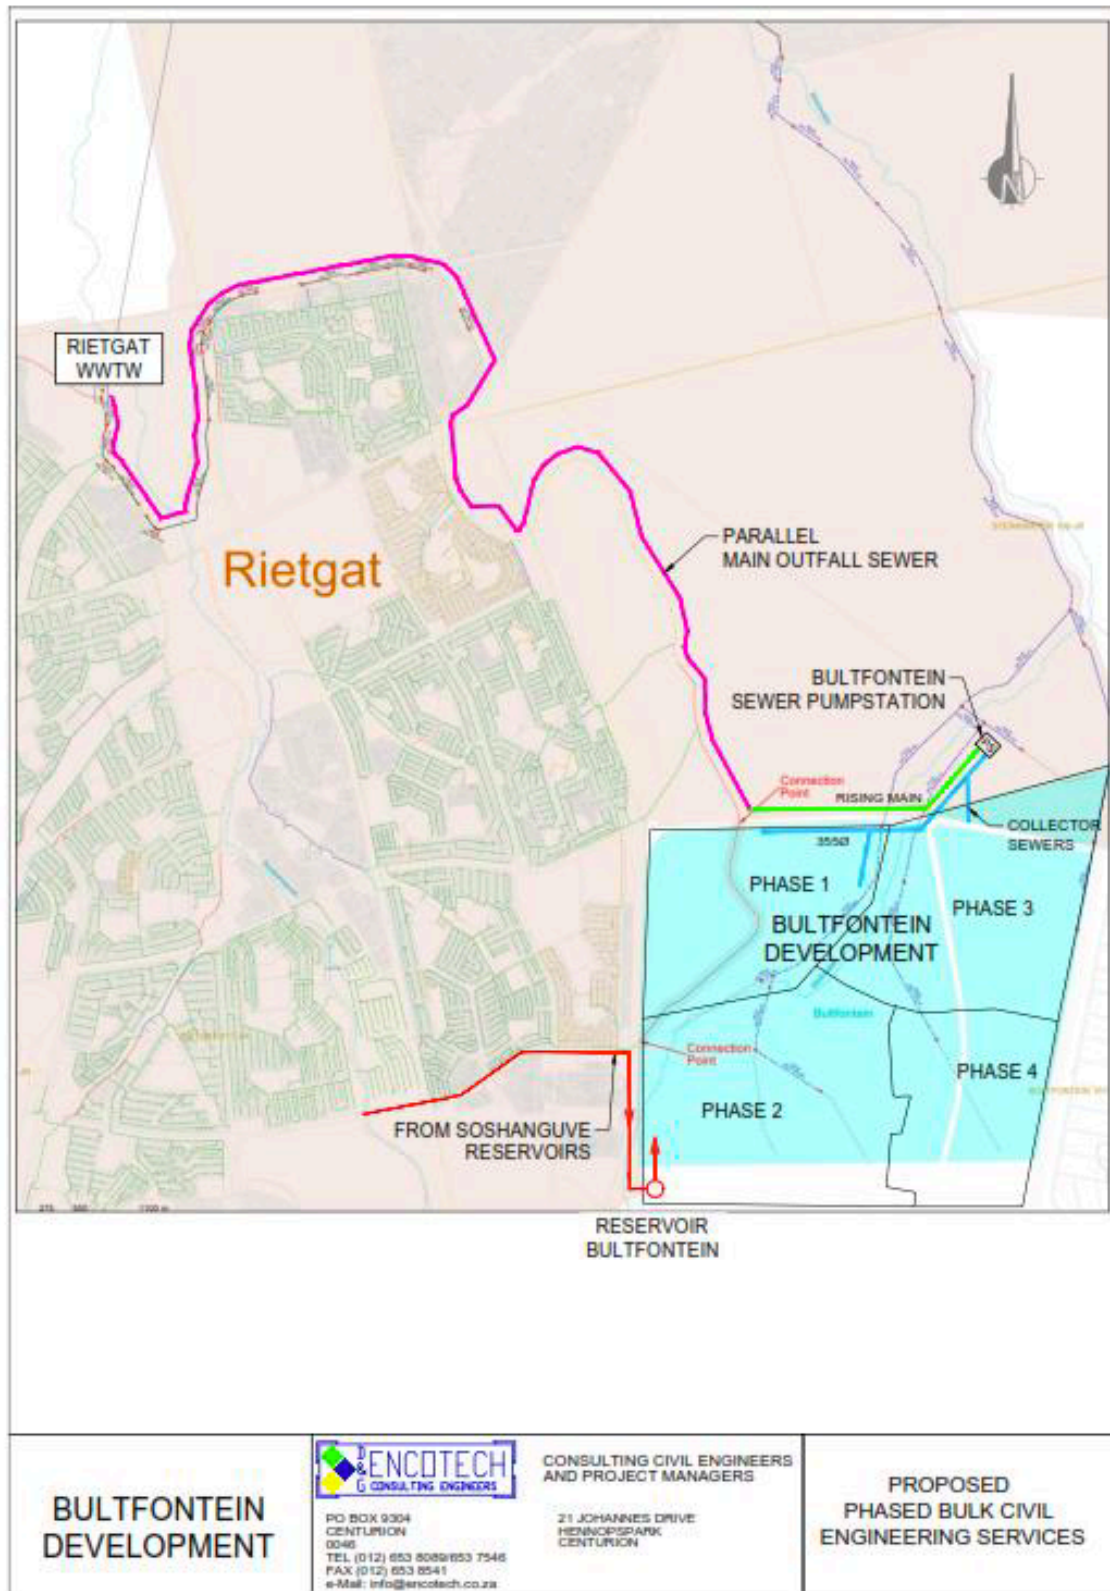 RIETGAT
WWTW
Rietgat
PARALLEL
MAIN OUTFALL SEWER
BULTFONTEIN
SEWER PUMPSTATION
PS
Connection
Point
RISING MAIN
COLLECTOR
SEWERS
355Ø
PHASE 1
PHASE 3
BULTFONTEIN
DEVELOPMENT
Bultfontein
Connection
Point
PHASE 4
PHASE 2
FROM SOSHANGUVE
RESERVOIRS
RESERVOIR
BULTFONTEIN
N
BULTFONTEIN
DEVELOPMENT
D&G ENCOTECH
CONSULTING ENGINEERS
PO BOX 9304
CENTURION
0046
TEL (012) 653 8089/653 7546
FAX (012) 653 8541
e-Mail: info@encotech.co.za
CONSULTING CIVIL ENGINEERS
AND PROJECT MANAGERS
21 JOHANNES DRIVE
HENNOPSPARK
CENTURION
PROPOSED
PHASED BULK CIVIL
ENGINEERING SERVICES